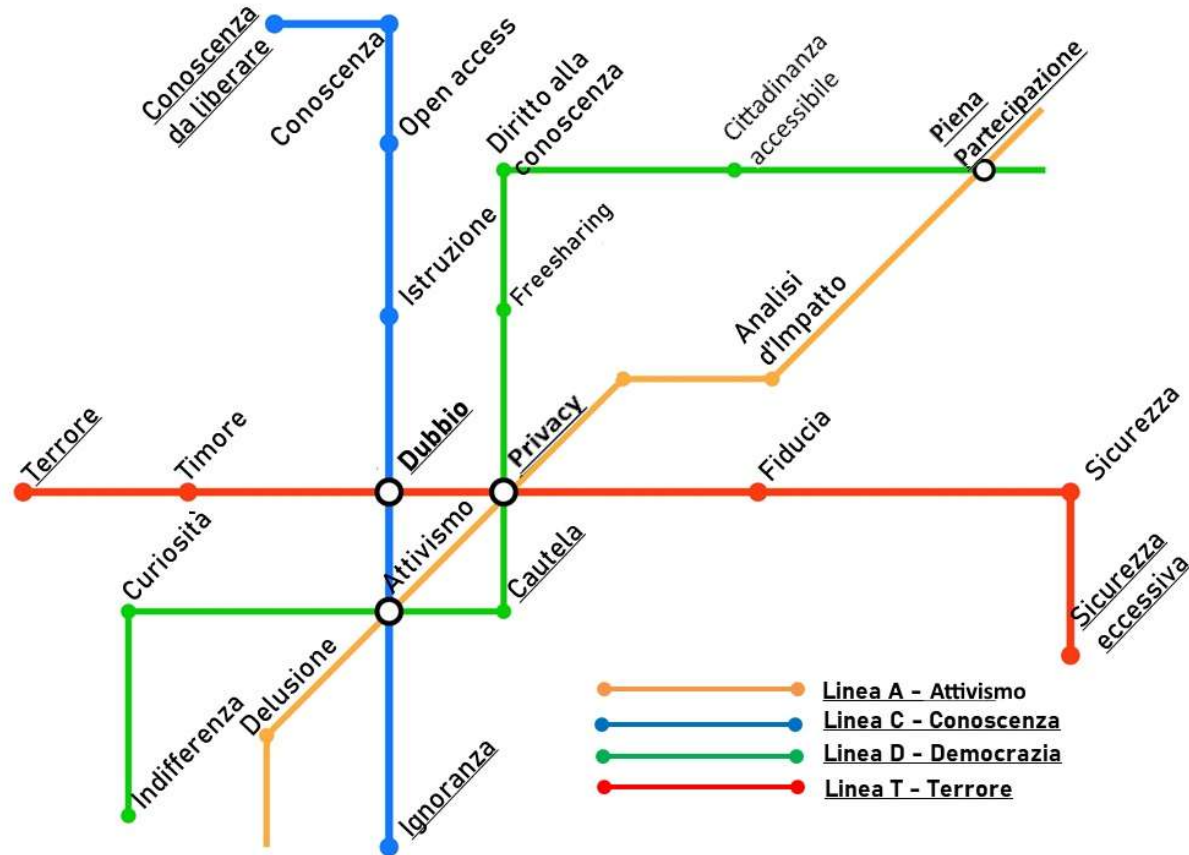 Conoscenza
da liberare
Conoscenza
Open access
Diritto alla
conoscenza
Cittadinanza
accessibile
Piena
Partecipazione
Istruzione
Freesharing
Analisi
d'Impatto
Terrore
Timore
Dubbio
Privacy
Fiducia
Sicurezza
Curiosità
Attivismo
Cautela
Sicurezza
eccessiva
Indifferenza
Delusione
Ignoranza
Linea A - Attivismo
Linea C - Conoscenza
Linea D - Democrazia
Linea T - Terrore